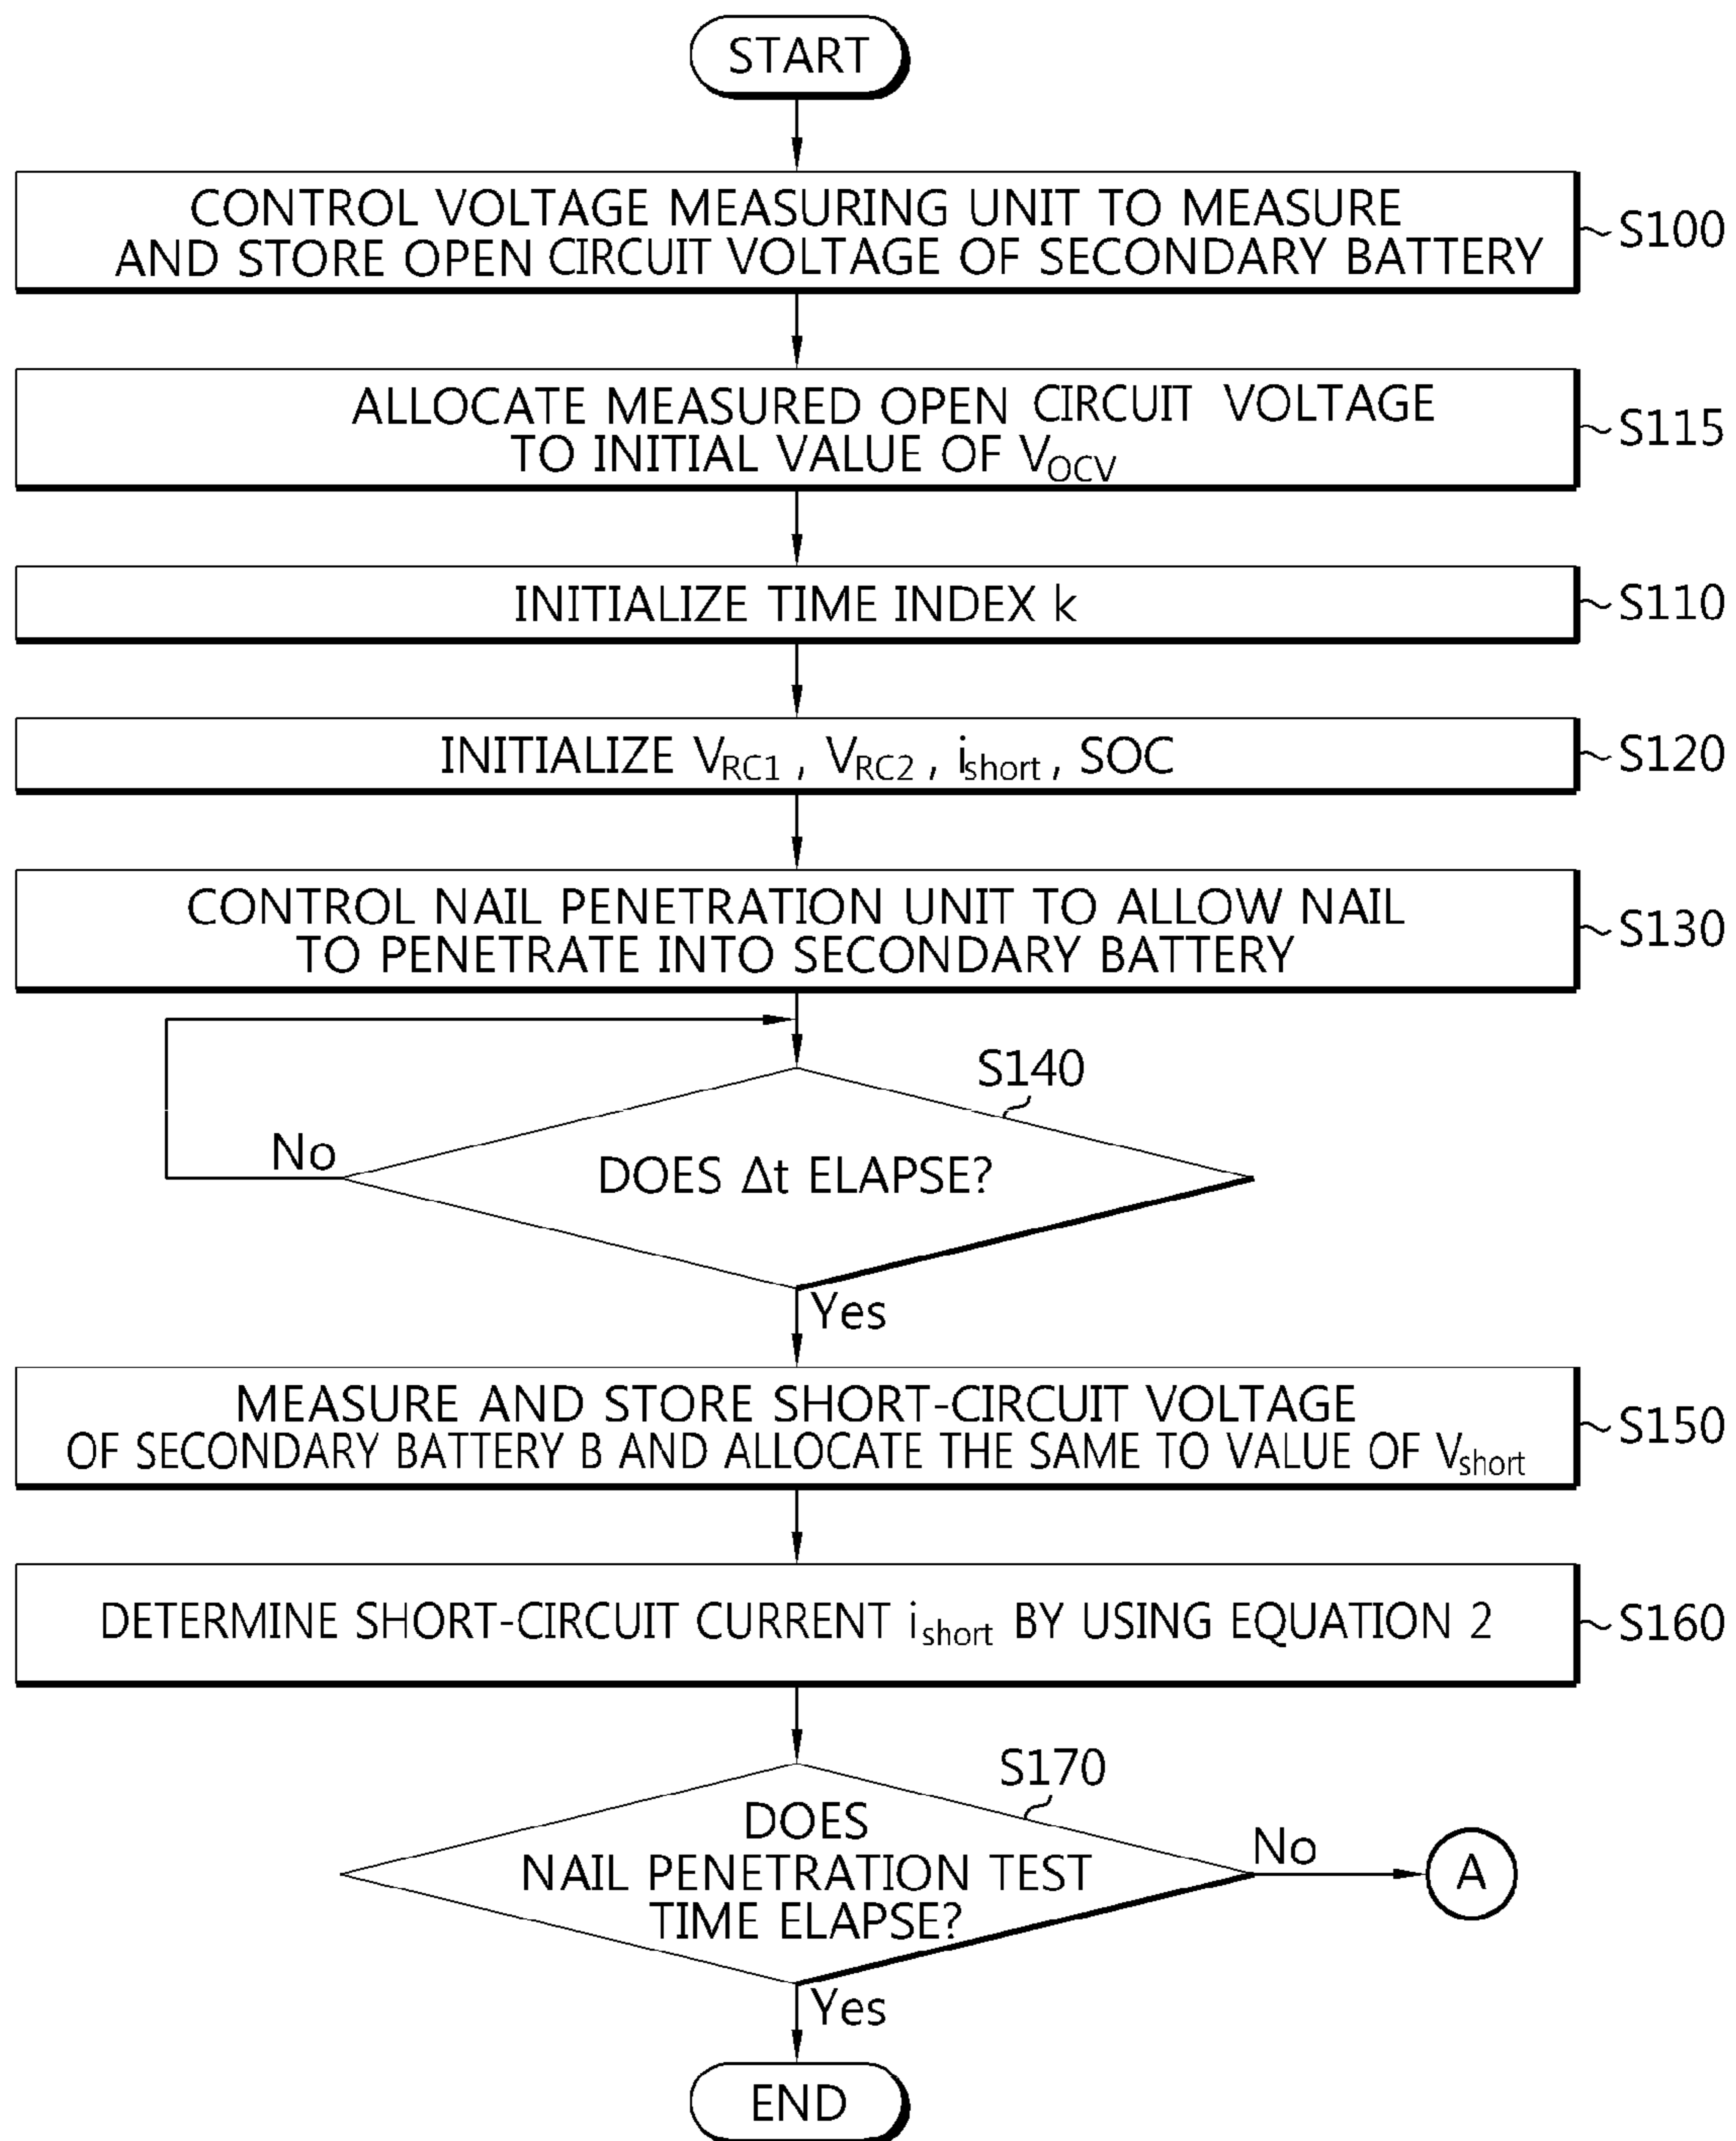 START
CONTROL VOLTAGE MEASURING UNIT TO MEASURE
AND STORE OPEN CIRCUIT VOLTAGE OF SECONDARY BATTERY
S100
ALLOCATE MEASURED OPEN CIRCUIT VOLTAGE
TO INITIAL VALUE OF VOCV
S115
INITIALIZE TIME INDEX k
S110
INITIALIZE VRC1 , VRC2 , ishort , SOC
S120
CONTROL NAIL PENETRATION UNIT TO ALLOW NAIL
TO PENETRATE INTO SECONDARY BATTERY
S130
S140
No
DOES Δt ELAPSE?
Yes
MEASURE AND STORE SHORT-CIRCUIT VOLTAGE
OF SECONDARY BATTERY B AND ALLOCATE THE SAME TO VALUE OF Vshort
S150
DETERMINE SHORT-CIRCUIT CURRENT ishort BY USING EQUATION 2
S160
S170
DOES
NAIL PENETRATION TEST
TIME ELAPSE?
No
A
Yes
END